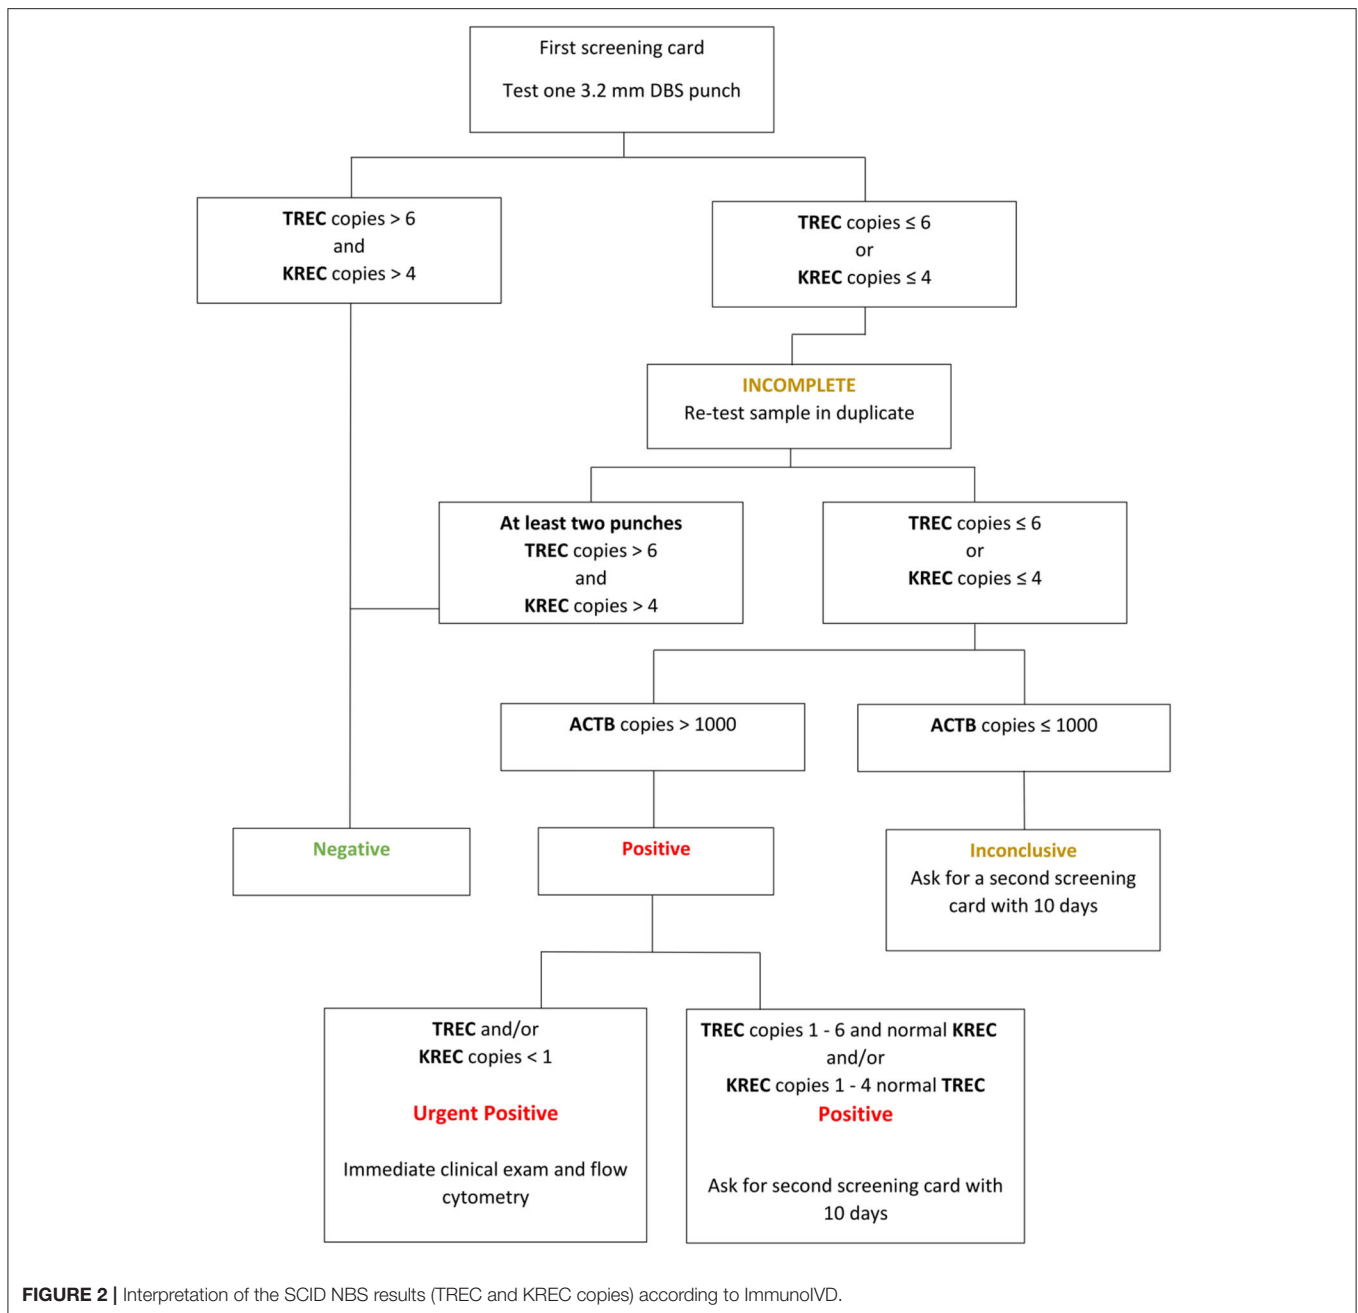 First screening card
Test one 3.2 mm DBS punch
TREC copies > 6
and
KREC copies > 4
TREC copies ≤ 6
or
KREC copies ≤ 4
INCOMPLETE
Re-test sample in duplicate
At least two punches
TREC copies > 6
and
KREC copies > 4
TREC copies ≤ 6
or
KREC copies ≤ 4
ACTB copies > 1000
ACTB copies ≤ 1000
Negative
Positive
Inconclusive
Ask for a second screening
card with 10 days
TREC and/or
KREC copies < 1
Urgent Positive
Immediate clinical exam and flow
cytometry
TREC copies 1 - 6 and normal KREC
and/or
KREC copies 1 - 4 normal TREC
Positive
Ask for second screening card with
10 days
FIGURE 2 | Interpretation of the SCID NBS results (TREC and KREC copies) according to ImmunoIVD.